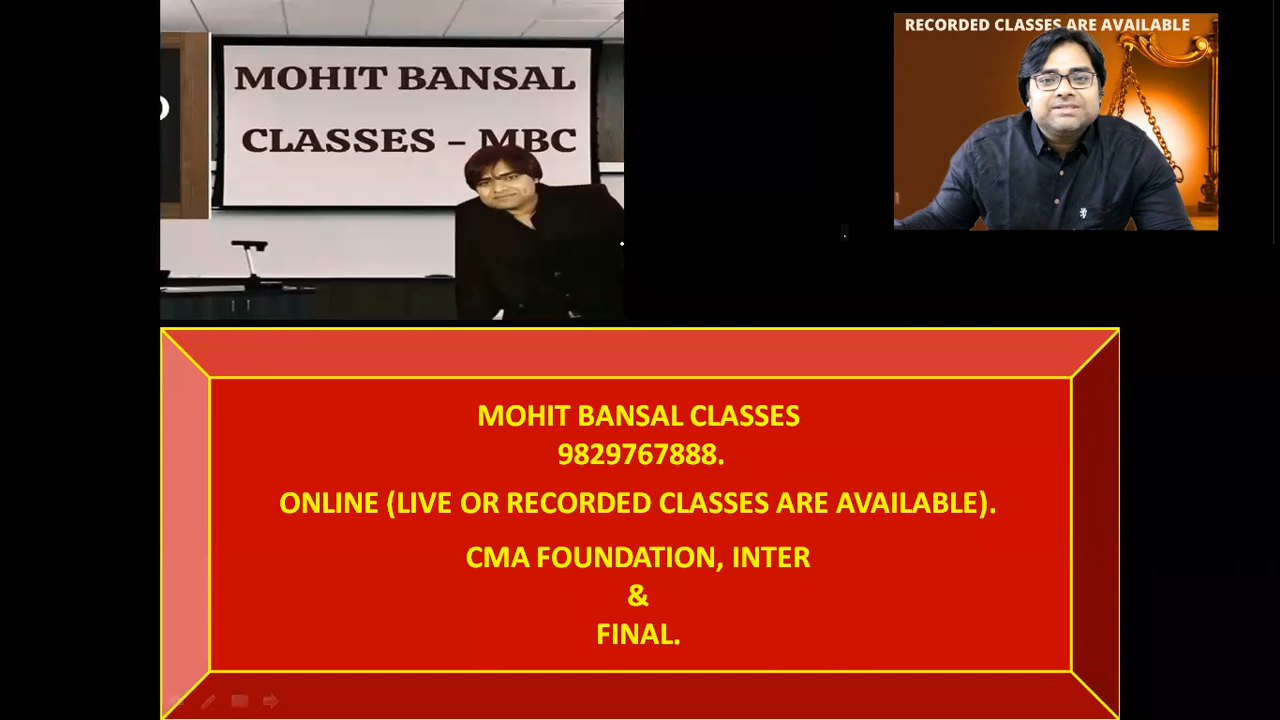 MOHIT BANSAL
CLASSES – MBC
RECORDED CLASSES ARE AVAILABLE
MOHIT BANSAL CLASSES
9829767888.
ONLINE (LIVE OR RECORDED CLASSES ARE AVAILABLE).
CMA FOUNDATION, INTER
&
FINAL.